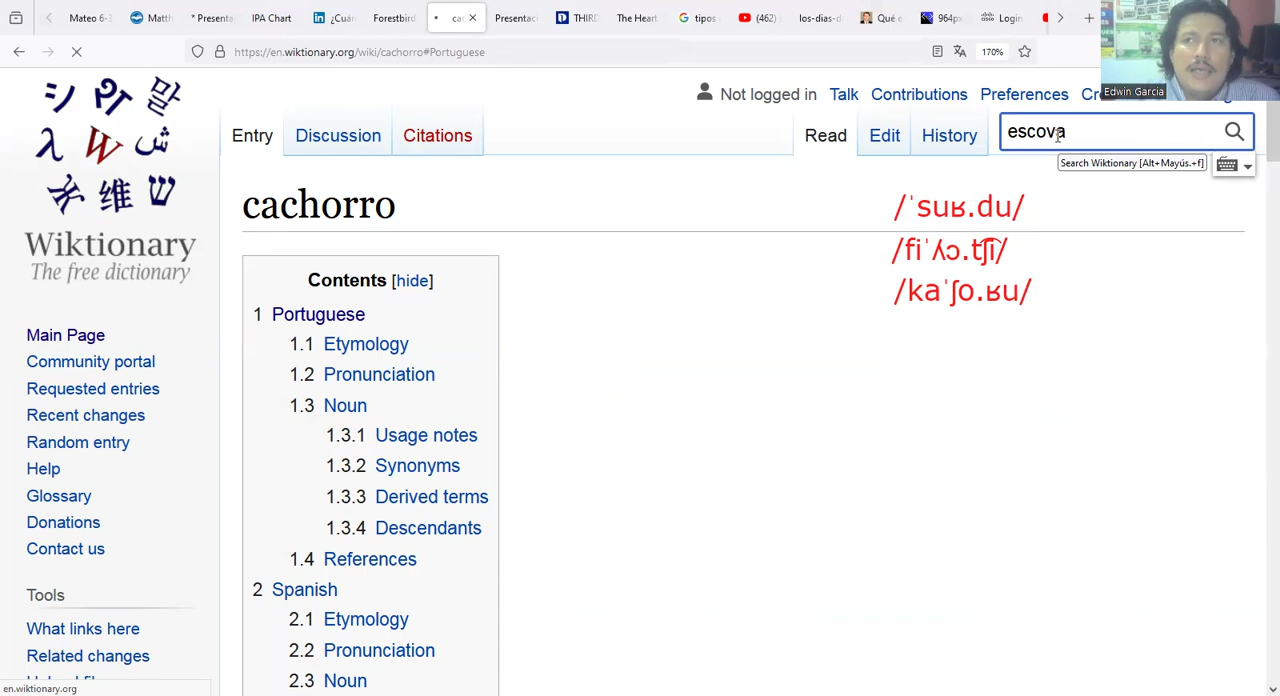 Mateo 6-3
Matth
* Presenta
IPA Chart
¿Cuán
Forestbird
cac
Presentaci
THIRD
The Heart
tipos
(462)
los-dias-d
Qué e
964px
Login
https://en.wiktionary.org/wiki/cachorro#Portuguese
170%
Edwin Garcia
Not logged in
Talk
Contributions
Preferences
Entry
Discussion
Citations
Read
Edit
History
escova
Search Wiktionary [Alt+Mayús.+f]
Wiktionary
The free dictionary
cachorro
/ˈsuʁ.du/
/fiˈʎɔ.t͡ʃi/
/kaˈʃo.ʁu/
Contents [hide]
1 Portuguese
1.1 Etymology
1.2 Pronunciation
1.3 Noun
1.3.1 Usage notes
1.3.2 Synonyms
1.3.3 Derived terms
1.3.4 Descendants
1.4 References
2 Spanish
2.1 Etymology
2.2 Pronunciation
2.3 Noun
Main Page
Community portal
Requested entries
Recent changes
Random entry
Help
Glossary
Donations
Contact us
Tools
What links here
Related changes
en.wiktionary.org